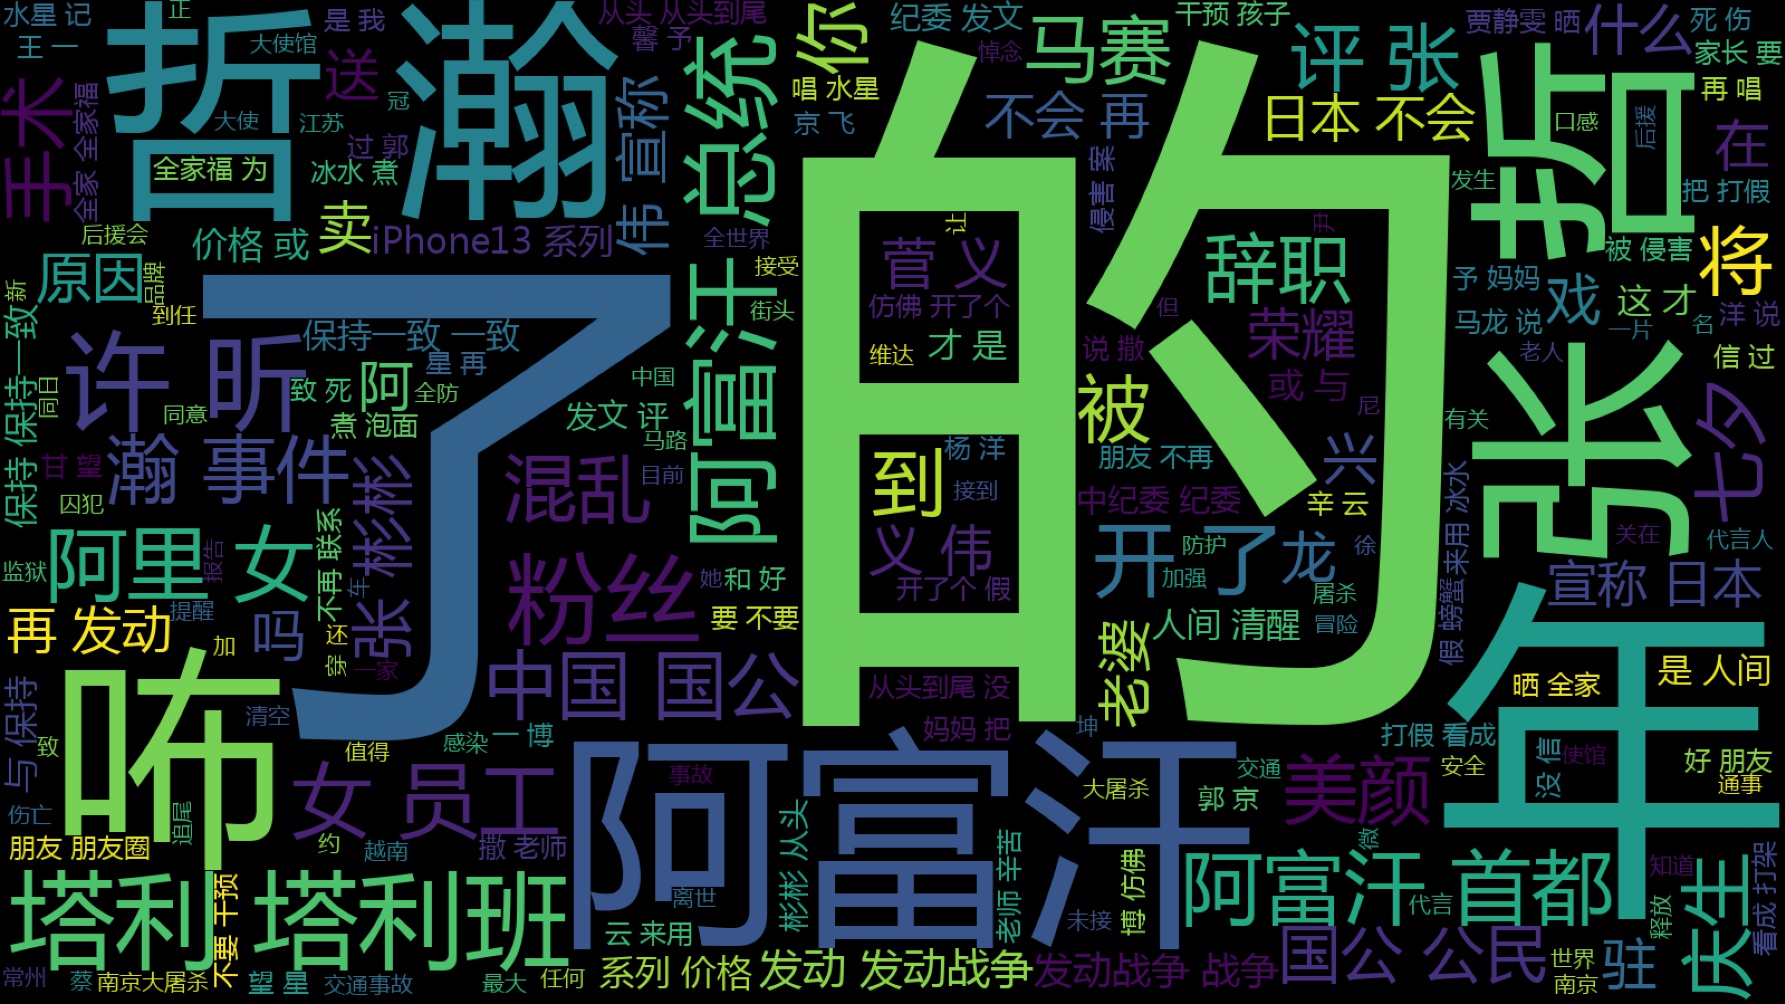 水星 记
正
是 我
从头 从头到尾
纪委 发文
干预 孩子
贾静雯 晒
什么
死 伤
王 一
大使馆
馨 予
你
悼念
马赛
评 张
家长 要
哲瀚
送
冠
唱 水星
不会 再
日本 不会
再 唱
手术
全家 全家福
大使
江苏
过 郭
伟 宣称
京 飞
口感
后援
在
全家福 为
冰水 煮
阿富汗 总统
侵害 案
张哲
发生
把 打假
后援会
价格 或
卖
iPhone13 系列
全世界
让
尹
被 侵害
将
原因
品牌
接受
菅 义
辞职
予 妈妈
戏
这 才
新
到任
街头
仿佛 开了个
但
马龙 说
一片
名
洋 说
保持 保持一致
保持一致 一致
了
的
维达
才 是
说 撒
荣耀
老人
信 过
许 昕
星 再
同日
同意
致 死
阿
全防
中国
或 与
尼
煮 泡面
发文 评
马路
被
有关
七夕
甘 望
瀚 事件
张 彬彬
混乱
目前
到
杨 洋
接到
朋友 不再
兴
囚犯
中纪委 纪委
辛 云
来用 冰水
关在
代言人
监狱
阿里 女
报告
不再 联系
车
粉丝
她
和 好
义 伟
开了个 假
开了
防护
加强
龙
徐
屠杀
冒险
宣称 日本
再 发动
提醒
吗
穿 还
要 不要
老婆
人间 清醒
假 螃蟹
年
加
一家
中国 国公
从头到尾 没
晒 全家
是 人间
与 保持
咘
清空
妈妈 把
坤
打假 看成
没 信
使馆
好 朋友
致
值得
感染
一 博
阿富汗
事故
交通
安全
通事
伤亡
追尾
女 员工
大屠杀
郭 京
美颜
朋友 朋友圈
约
越南
撒 老师
彬彬 从头
老师 辛苦
博 仿佛
微
知道
看成 打架
塔利 塔利班
不要 干预
离世
未接
阿富汗 首都
代言
释放
庆生
云 来用
常州
蔡
南京大屠杀
望 星
交通事故
最大
任何
系列 价格
发动 发动战争
发动战争 战争
国公 公民
世界
南京
驻